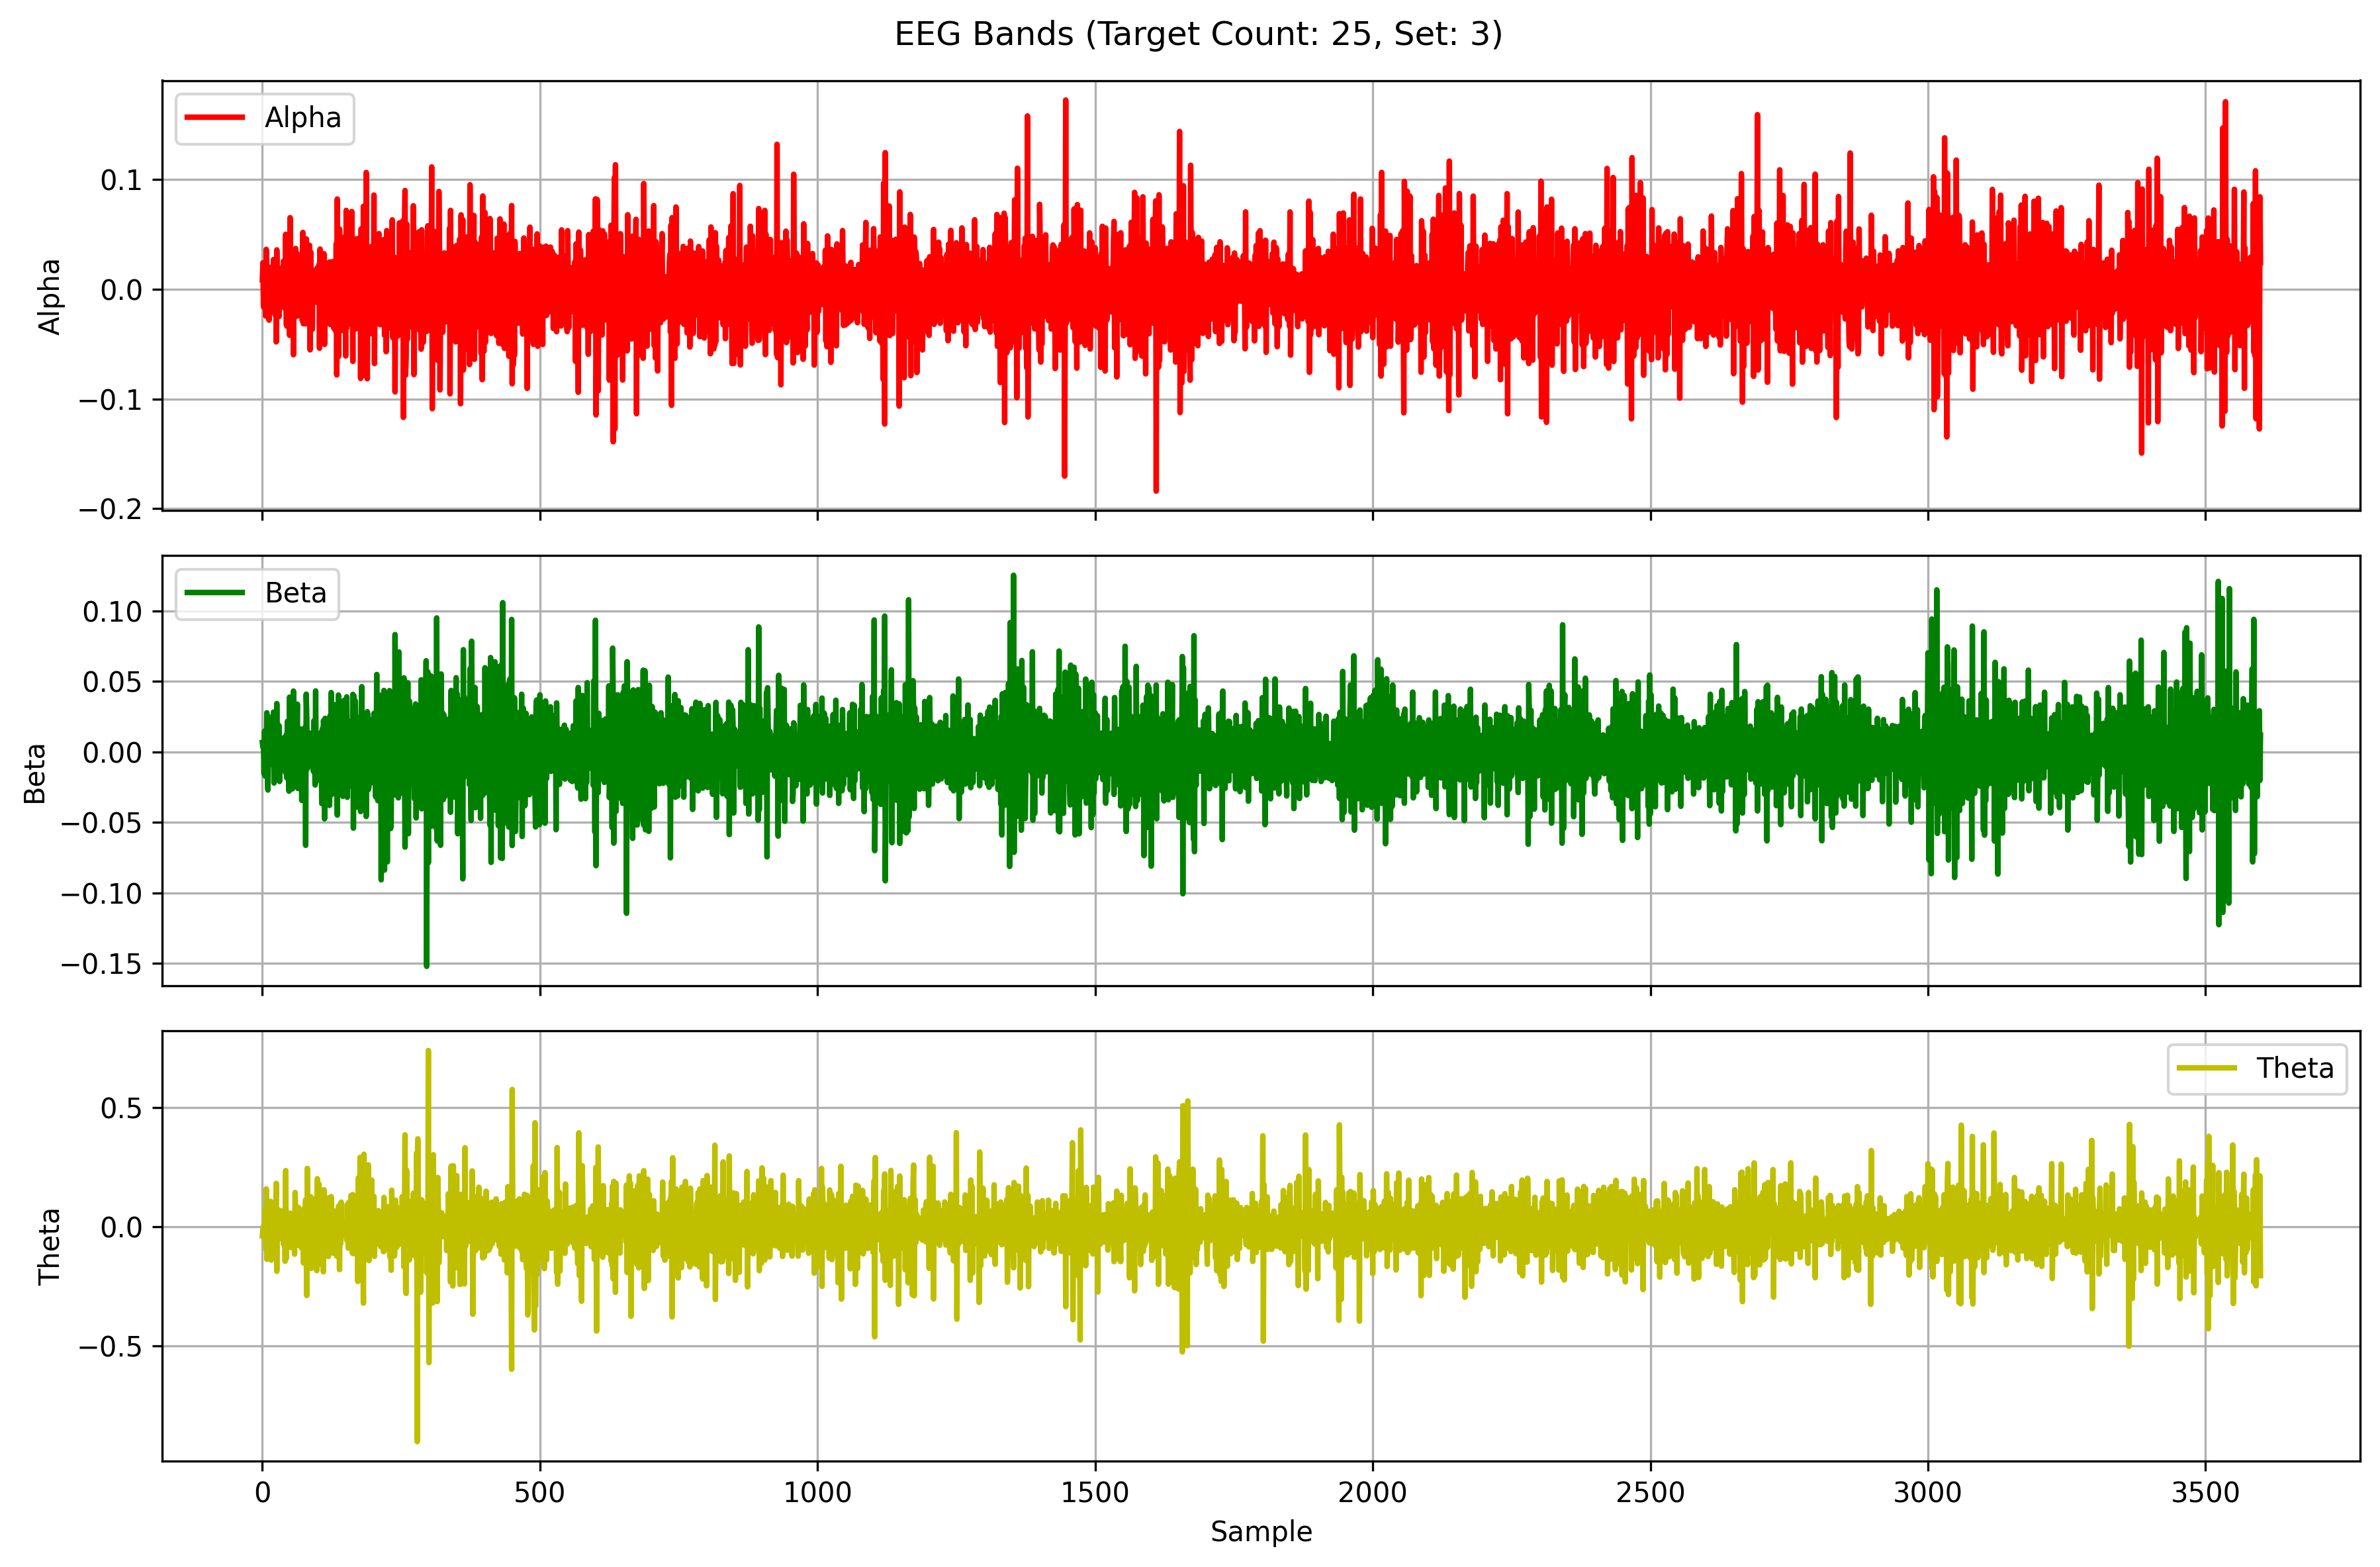 EEG Bands (Target Count: 25, Set: 3)
Alpha
0.1
0.0
−0.1
−0.2
Alpha
Beta
0.10
0.05
0.00
−0.05
−0.10
−0.15
Beta
Theta
0.5
0.0
−0.5
Theta
0 500 1000 1500 2000 2500 3000 3500
Sample